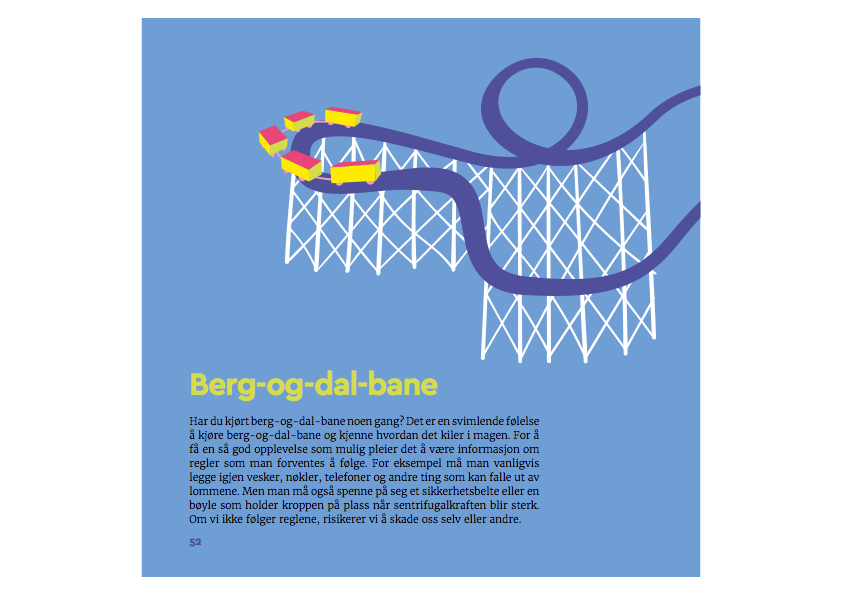 Berg-og-dal-bane
Har du kjørt berg-og-dal-bane noen gang? Det er en svimlende følelse
å kjøre berg-og-dal-bane og kjenne hvordan det kiler i magen. For å
få en så god opplevelse som mulig pleier det å være informasjon om
regler som man forventes å følge. For eksempel må man vanligvis
legge igjen vesker, nøkler, telefoner og andre ting som kan falle ut av
lommene. Men man må også spenne på seg et sikkerhetsbelte eller en
bøyle som holder kroppen på plass når sentrifugalkraften blir sterk.
Om vi ikke følger reglene, risikerer vi å skade oss selv eller andre.
52